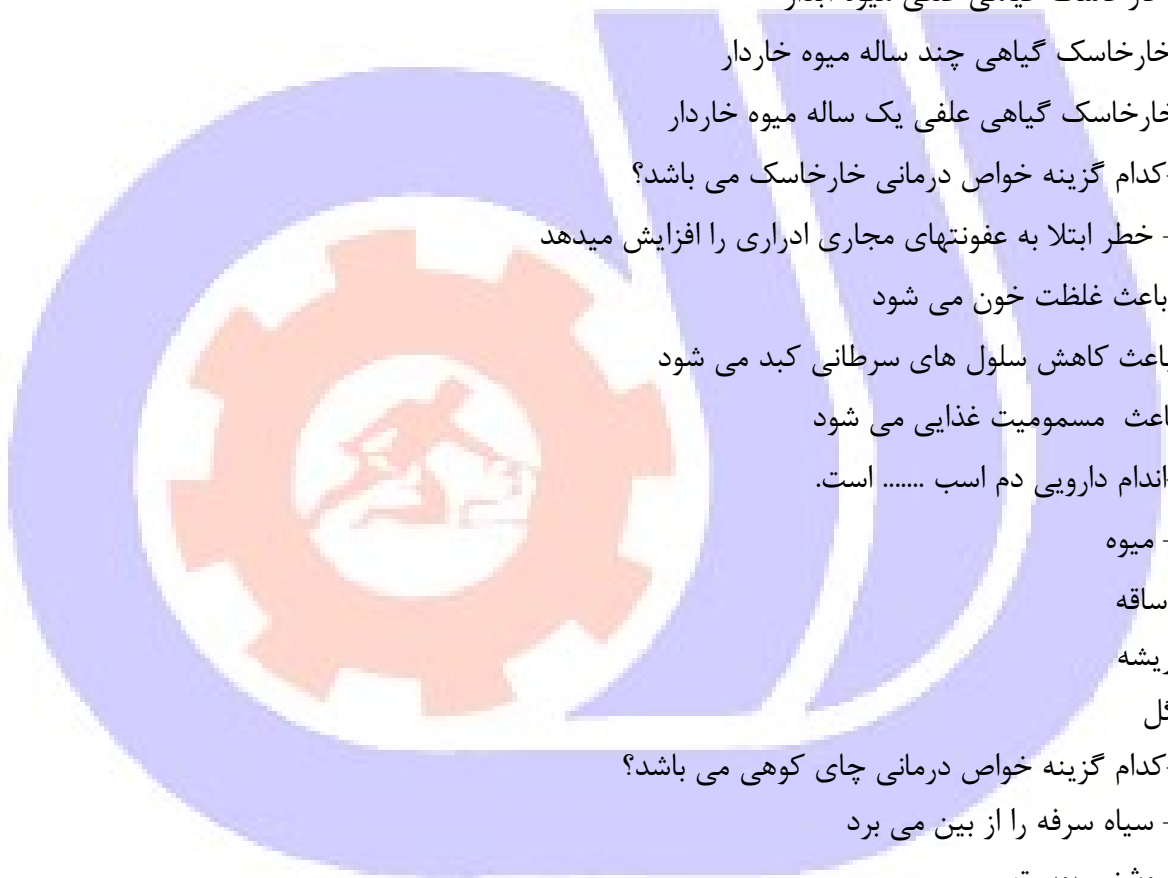 خارخاسک گیاهی چند ساله میوه خاردار
خارخاسک گیاهی علفی یک ساله میوه خاردار
-کدام گزینه خواص درمانی خارخاسک می باشد؟
- خطر ابتلا به عفونتهای مجاری ادراری را افزایش میدهد
باعث غلظت خون می شود
باعث کاهش سلول های سرطانی کبد می شود
باعث مسمومیت غذایی می شود
اندام دارویی دم اسب ....... است.
- میوه
ساقه
ریشه
گل
-کدام گزینه خواص درمانی چای کوهی می باشد؟
- سیاه سرفه را از بین می برد